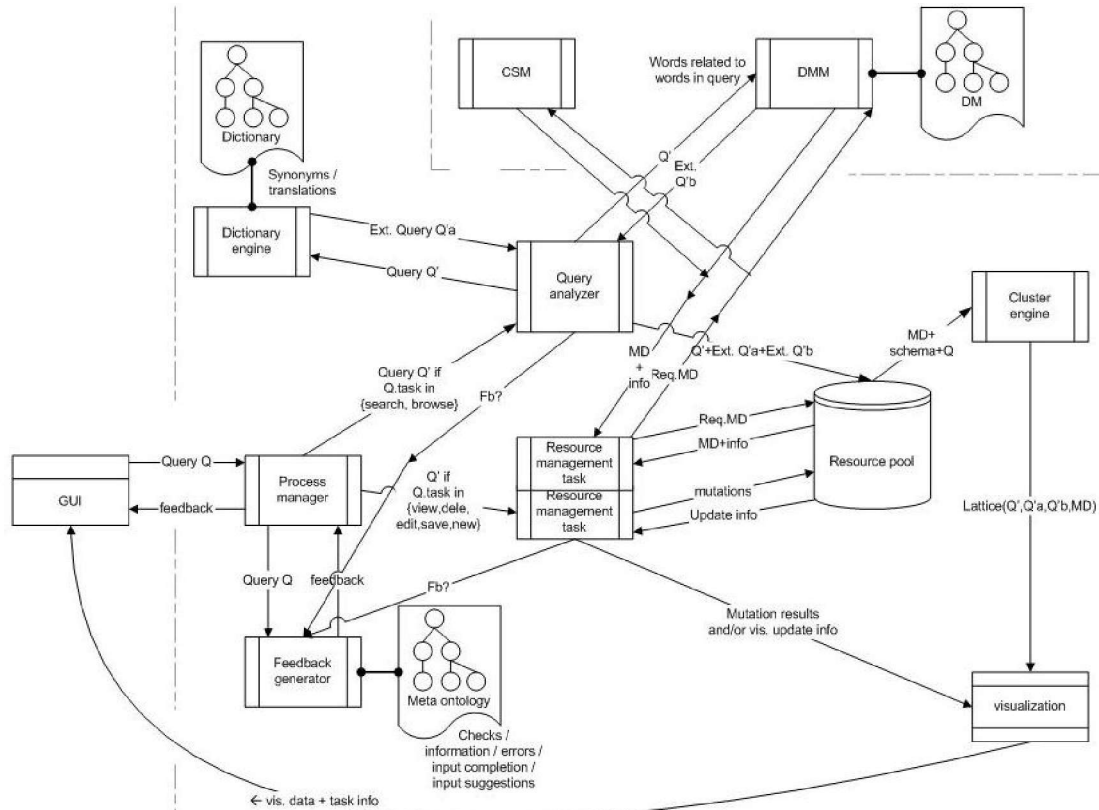 CSM
Words related to
words in query
DMM
DM
Dictionary
Synonyms /
translations
Dictionary
engine
Ext. Query Q'a
Query Q'
Query
analyzer
Q'
Ext.
Q'b
Cluster
engine
MD+
schema+Q
Q'+Ext. Q'a+Ext. Q'b
MD
+
info
Req.MD
Query Q' if
Q.task in
{search, browse}
Fb?
Req.MD
MD+info
Resource
management
task
Resource
management
task
mutations
Update info
Resource pool
Query Q
GUI
feedback
Process
manager
Q' if
Q.task in
{view,dele,
edit,save,new}
Lattice(Q',Q'a,Q'b,MD)
Query Q
feedback
Fb?
Mutation results
and/or vis. update info
Feedback
generator
Meta ontology
Checks /
information / errors /
input completion /
input suggestions
visualization
← vis. data + task info